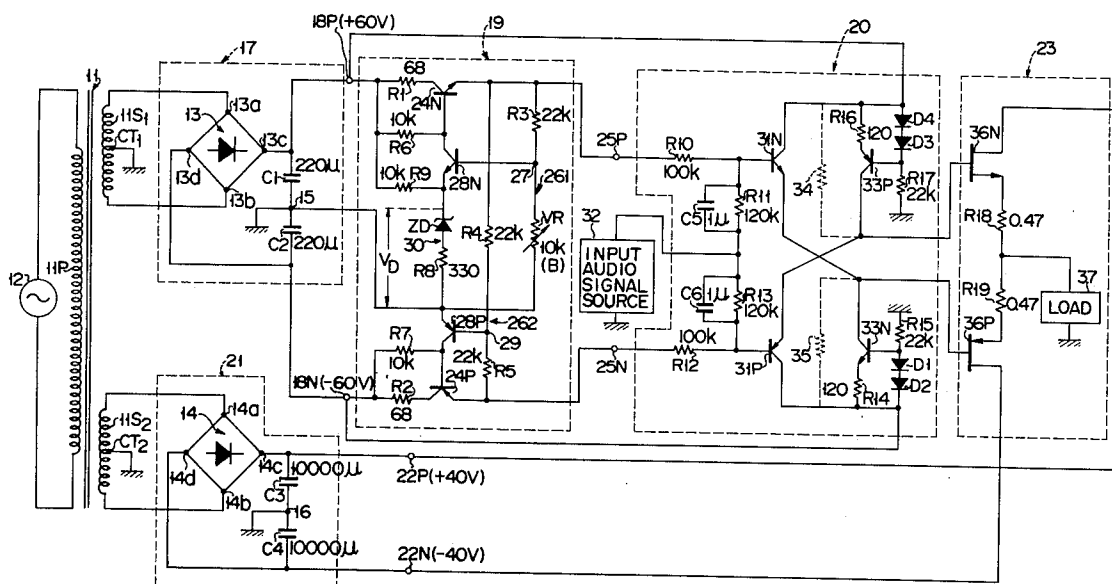 18P(+60V)
17
11
19
20
23
11S1
CT1
13
13a
13c
13d
13b
220μ
C1
15
C2
220μ
12
11P
68
R1
24N
10k
R6
10k
R9
28N
R3
22k
27
261
ZD
30
VD
R8
330
R4
22k
VR
10k
(B)
28P
262
29
R7
10k
22k
R5
24P
R2
68
18N(-60V)
25P
R10
100k
31N
R11
120k
C5
1μ
32
INPUT
AUDIO
SIGNAL
SOURCE
C6
1μ
R13
120k
100k
R12
25N
31P
34
R16
120
D4
D3
33P
R17
22k
35
33N
R15
22k
D1
D2
120
R14
36N
R18
0.47
R19
0.47
37
LOAD
36P
21
11S2
CT2
14
14a
14c
14d
14b
10000μ
C3
16
C4
10000μ
22P(+40V)
22N(-40V)